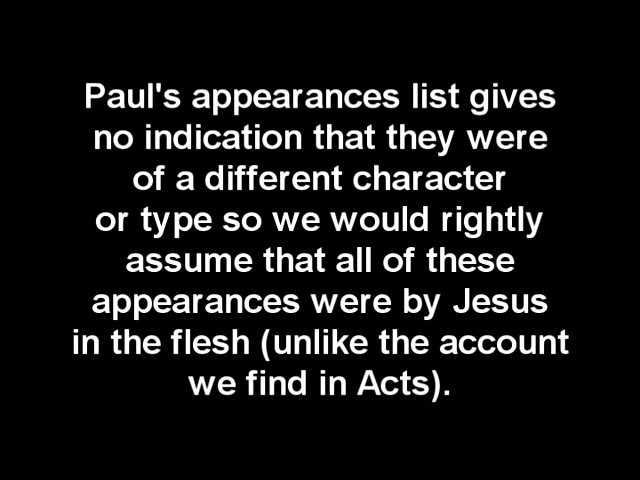 Paul's appearances list gives
no indication that they were
of a different character
or type so we would rightly
assume that all of these
appearances were by Jesus
in the flesh (unlike the account
we find in Acts).